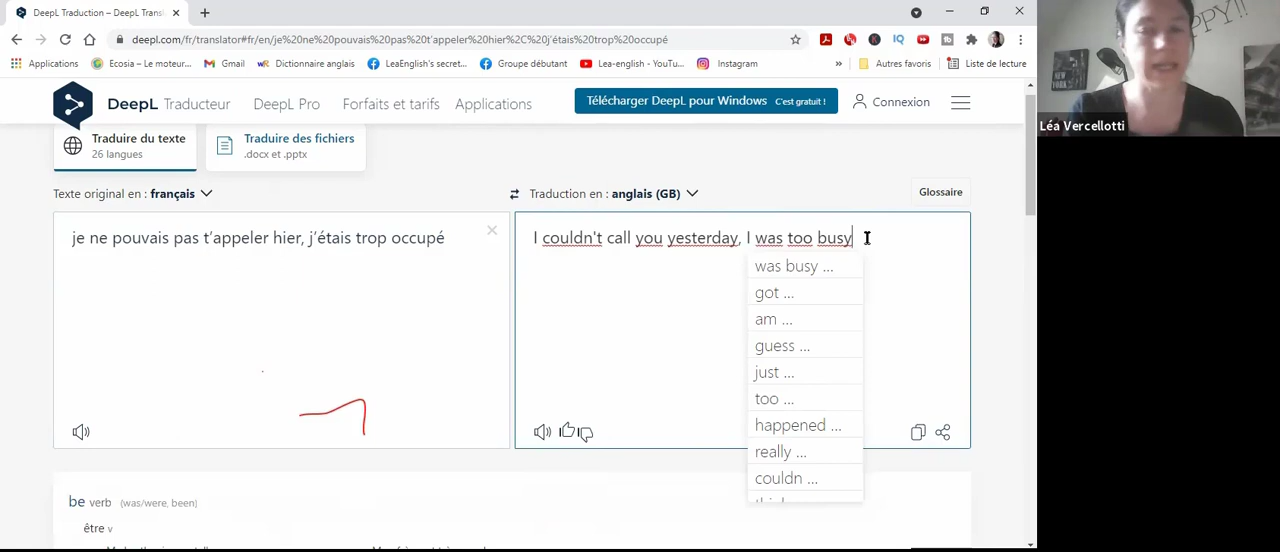 DeepL Traduction – DeepL Trans
deepl.com/fr/translator#fr/en/je%20ne%20pouvais%20pas%20t'appeler%20hier%2C%20j'étais%20trop%20occupé
Applications
Ecosia - Le moteur...
Gmail
Dictionnaire anglais
LeaEnglish's secret...
Groupe débutant
Lea-english - YouTu...
Instagram
»
Autres favoris
Liste de lecture
DeepL Traducteur
DeepL Pro
Forfaits et tarifs
Applications
Télécharger DeepL pour Windows C'est gratuit !
Connexion
Traduire du texte
26 langues
Traduire des fichiers
.docx et .pptx
Texte original en : français
Traduction en : anglais (GB)
Glossaire
je ne pouvais pas t'appeler hier, j'étais trop occupé
I couldn't call you yesterday, I was too busy
was busy ...
got ...
am ...
guess ...
just ...
too ...
happened ...
really ...
couldn ...
be verb (was/were, been)
être v
Léa Vercellotti
NEW
YORK